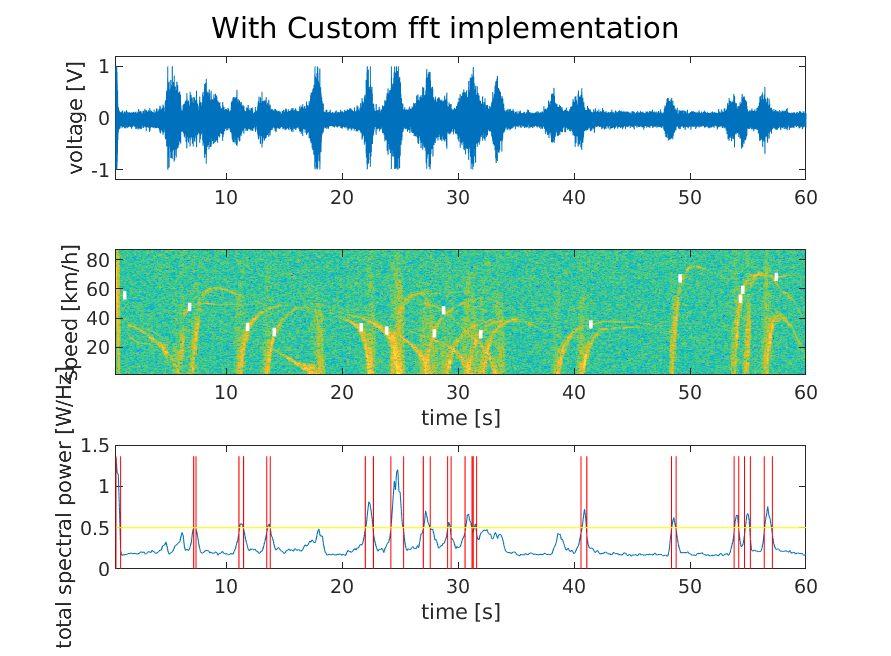 With Custom fft implementation
voltage [V]
1
0
-1
10 20 30 40 50 60
speed [km/h]
80
60
40
20
10 20 30 40 50 60
time [s]
total spectral power [W/Hz]
1.5
1
0.5
0
10 20 30 40 50 60
time [s]